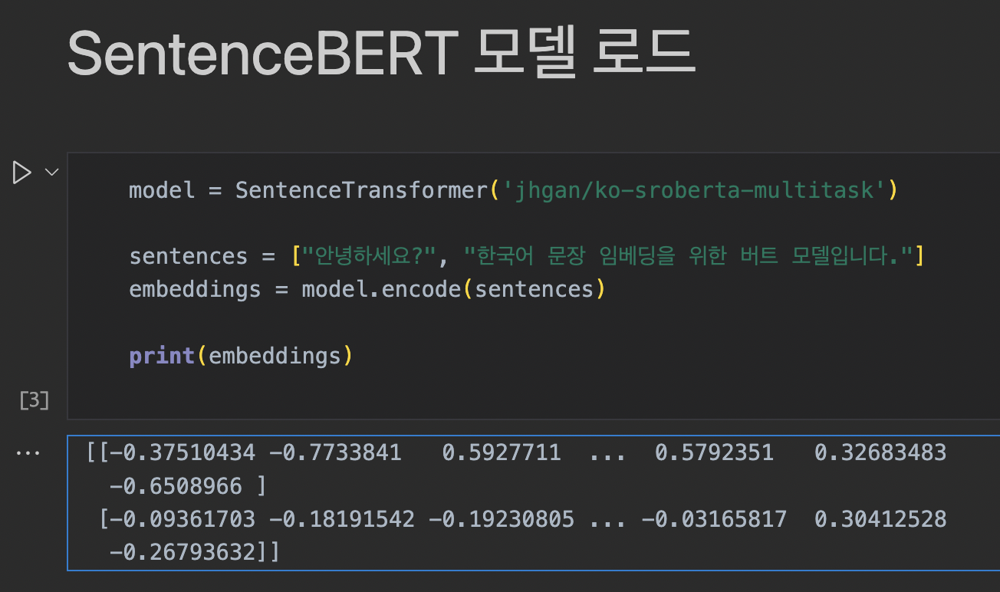 SentenceBERT 모델 로드
model = SentenceTransformer('jhgan/ko-sroberta-multitask')
sentences = ["안녕하세요?", "한국어 문장 임베딩을 위한 버트 모델입니다."]
embeddings = model.encode(sentences)
print(embeddings)
[3]
...
[[-0.37510434 -0.7733841   0.5927711  ...  0.5792351   0.32683483
  -0.6508966 ]
 [-0.09361703 -0.18191542 -0.19230805 ... -0.03165817  0.30412528
  -0.26793632]]